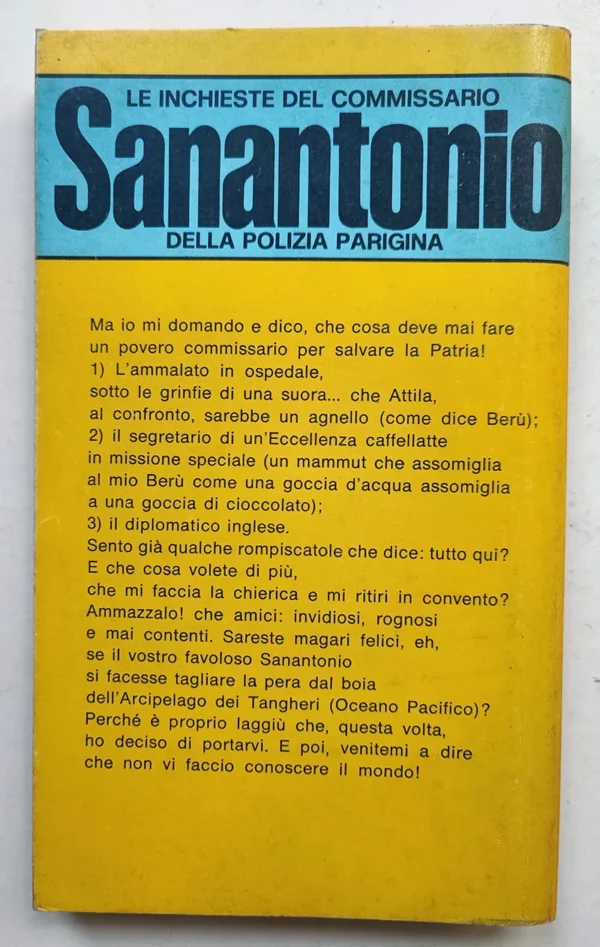 LE INCHIESTE DEL COMMISSARIO
Sanantonio
DELLA POLIZIA PARIGINA
Ma io mi domando e dico, che cosa deve mai fare
un povero commissario per salvare la Patria!
1) L'ammalato in ospedale,
sotto le grinfie di una suora... che Attila,
al confronto, sarebbe un agnello (come dice Berù);
2) il segretario di un'Eccellenza caffellatte
in missione speciale (un mammut che assomiglia
al mio Berù come una goccia d'acqua assomiglia
a una goccia di cioccolato);
3) il diplomatico inglese.
Sento già qualche rompiscatole che dice: tutto qui?
E che cosa volete di più,
che mi faccia la chierica e mi ritiri in convento?
Ammazzalo! che amici: invidiosi, rognosi
e mai contenti. Sareste magari felici, eh,
se il vostro favoloso Sanantonio
si facesse tagliare la pera dal boia
dell'Arcipelago dei Tangheri (Oceano Pacifico)?
Perché è proprio laggiù che, questa volta,
ho deciso di portarvi. E poi, venitemi a dire
che non vi faccio conoscere il mondo!